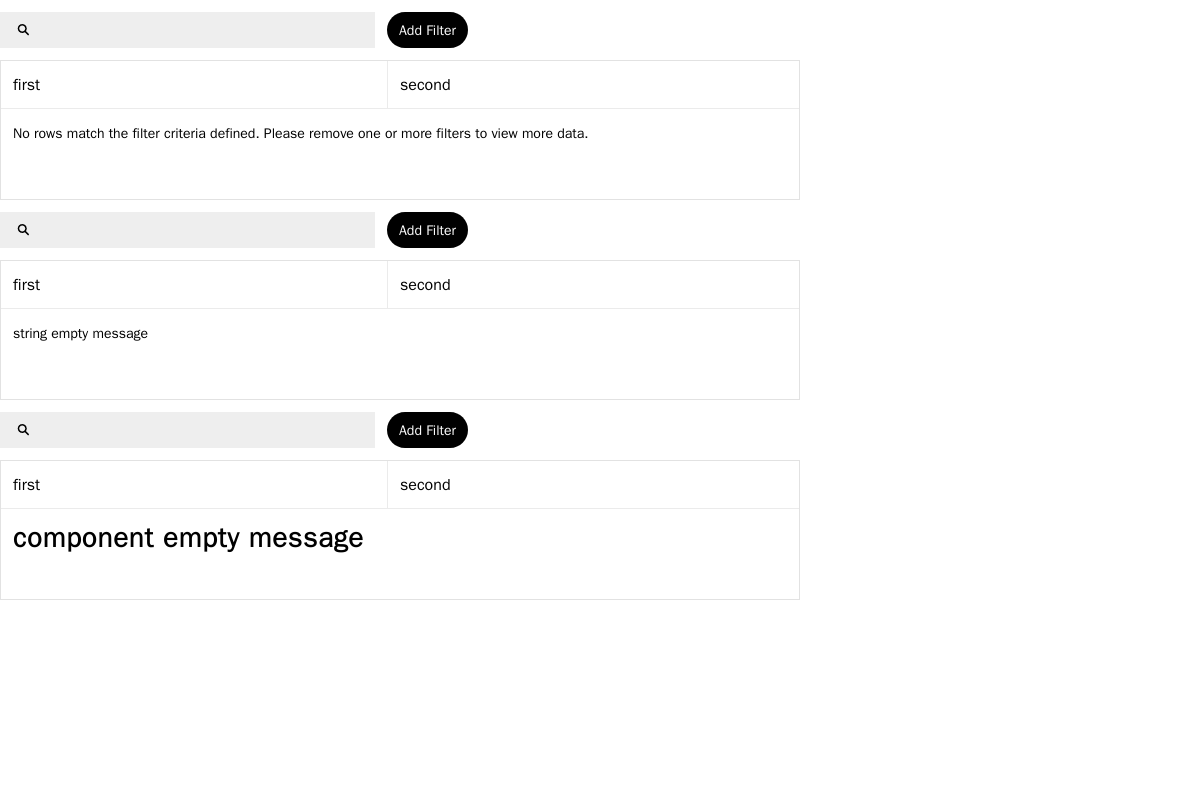 Add Filter
first second
No rows match the filter criteria defined. Please remove one or more filters to view more data.
Add Filter
first second
string empty message
Add Filter
first second
component empty message